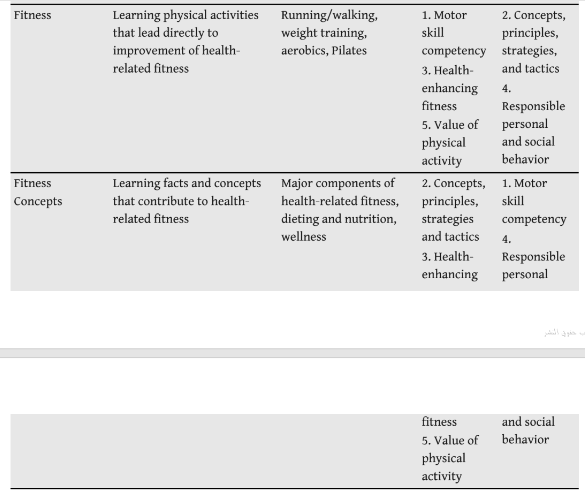 Fitness
Learning physical activities
that lead directly to
improvement of health-
related fitness
Running/walking,
weight training,
aerobics, Pilates
1. Motor
skill
competency
3. Health-
enhancing
fitness
5. Value of
physical
activity
2. Concepts,
principles,
strategies,
and tactics
4.
Responsible
personal
and social
behavior
Fitness
Concepts
Learning facts and concepts
that contribute to health-
related fitness
Major components of
health-related fitness,
dieting and nutrition,
wellness
2. Concepts,
principles,
strategies
and tactics
3. Health-
enhancing
1. Motor
skill
competency
4.
Responsible
personal
حقوق النشر
fitness
5. Value of
physical
activity
and social
behavior